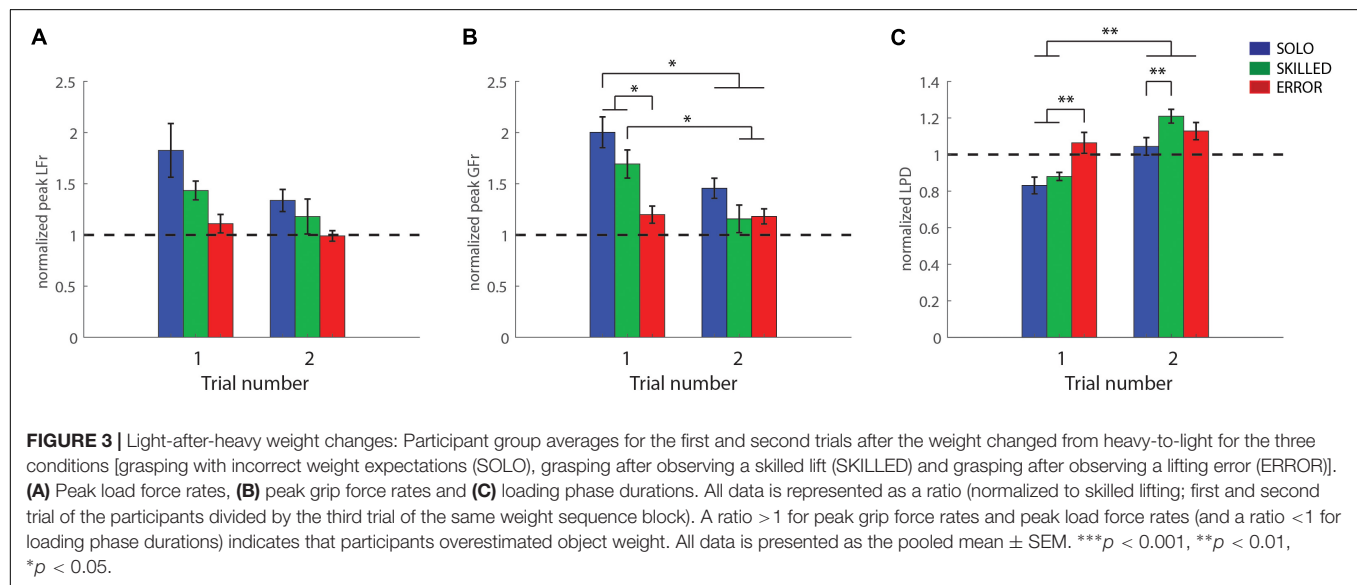 A
B
C
** 
SOLO
SKILLED
ERROR
normalized peak LFr
2.5
2
1.5
1
0.5
0
1 2
Trial number
normalized peak GFr
2.5
2
1.5
1
0.5
0
*
*
*
1 2
Trial number
normalized LPD
1.4
1.2
1
0.8
0.6
0.4
0.2
0
**
**
1 2
Trial number
FIGURE 3 | Light-after-heavy weight changes: Participant group averages for the first and second trials after the weight changed from heavy-to-light for the three
conditions [grasping with incorrect weight expectations (SOLO), grasping after observing a skilled lift (SKILLED) and grasping after observing a lifting error (ERROR)].
(A) Peak load force rates, (B) peak grip force rates and (C) loading phase durations. All data is represented as a ratio (normalized to skilled lifting; first and second
trial of the participants divided by the third trial of the same weight sequence block). A ratio >1 for peak grip force rates and peak load force rates (and a ratio <1 for
loading phase durations) indicates that participants overestimated object weight. All data is presented as the pooled mean ± SEM. ***p < 0.001, **p < 0.01,
*p < 0.05.